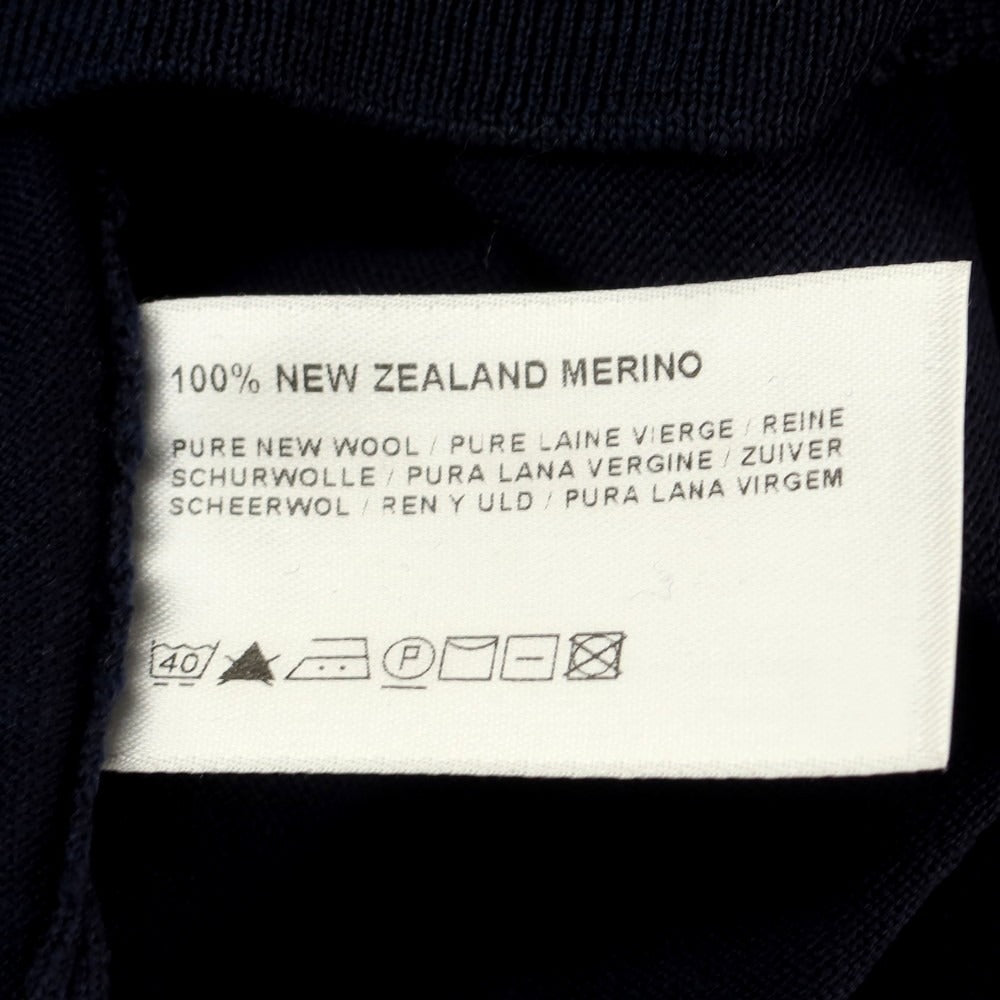 100% NEW ZEALAND MERINO
PURE NEW WOOL / PURE LAINE VIERGE / REINE
SCHURWOLLE / PURA LANA VERGINE / ZUIVER
SCHEERWOL / REN Y ULD / PURA LANA VIRGEM
40 P